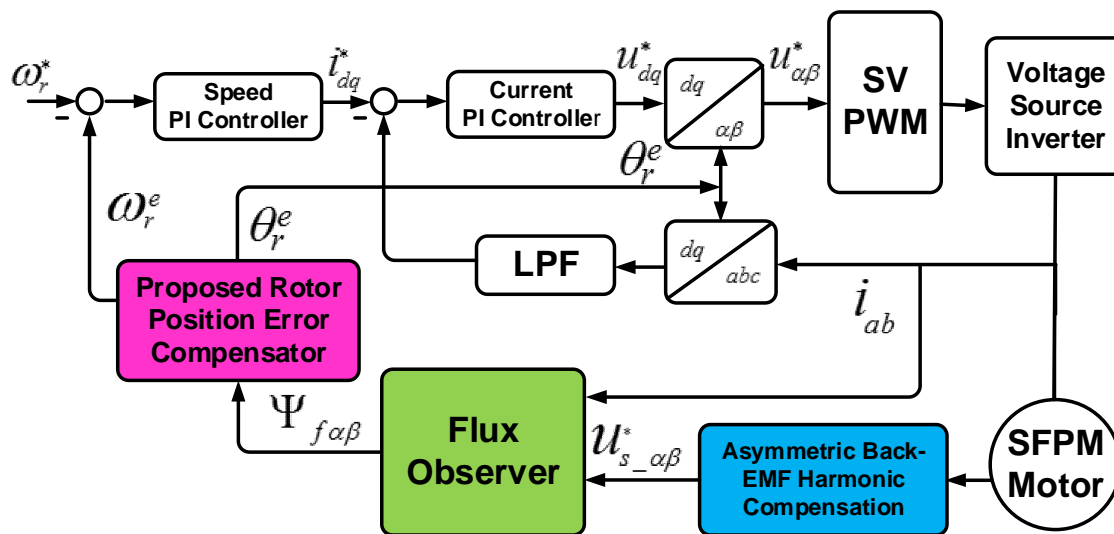 ω*r
Speed
PI Controller
i*dq
Current
PI Controller
u*dq
dq
αβ
u*αβ
SV
PWM
Voltage
Source
Inverter
ωer
θer
θer
LPF
dq
abc
iab
Proposed Rotor
Position Error
Compensator
Ψfαβ
Flux
Observer
u*s_αβ
Asymmetric Back-
EMF Harmonic
Compensation
SFPM
Motor